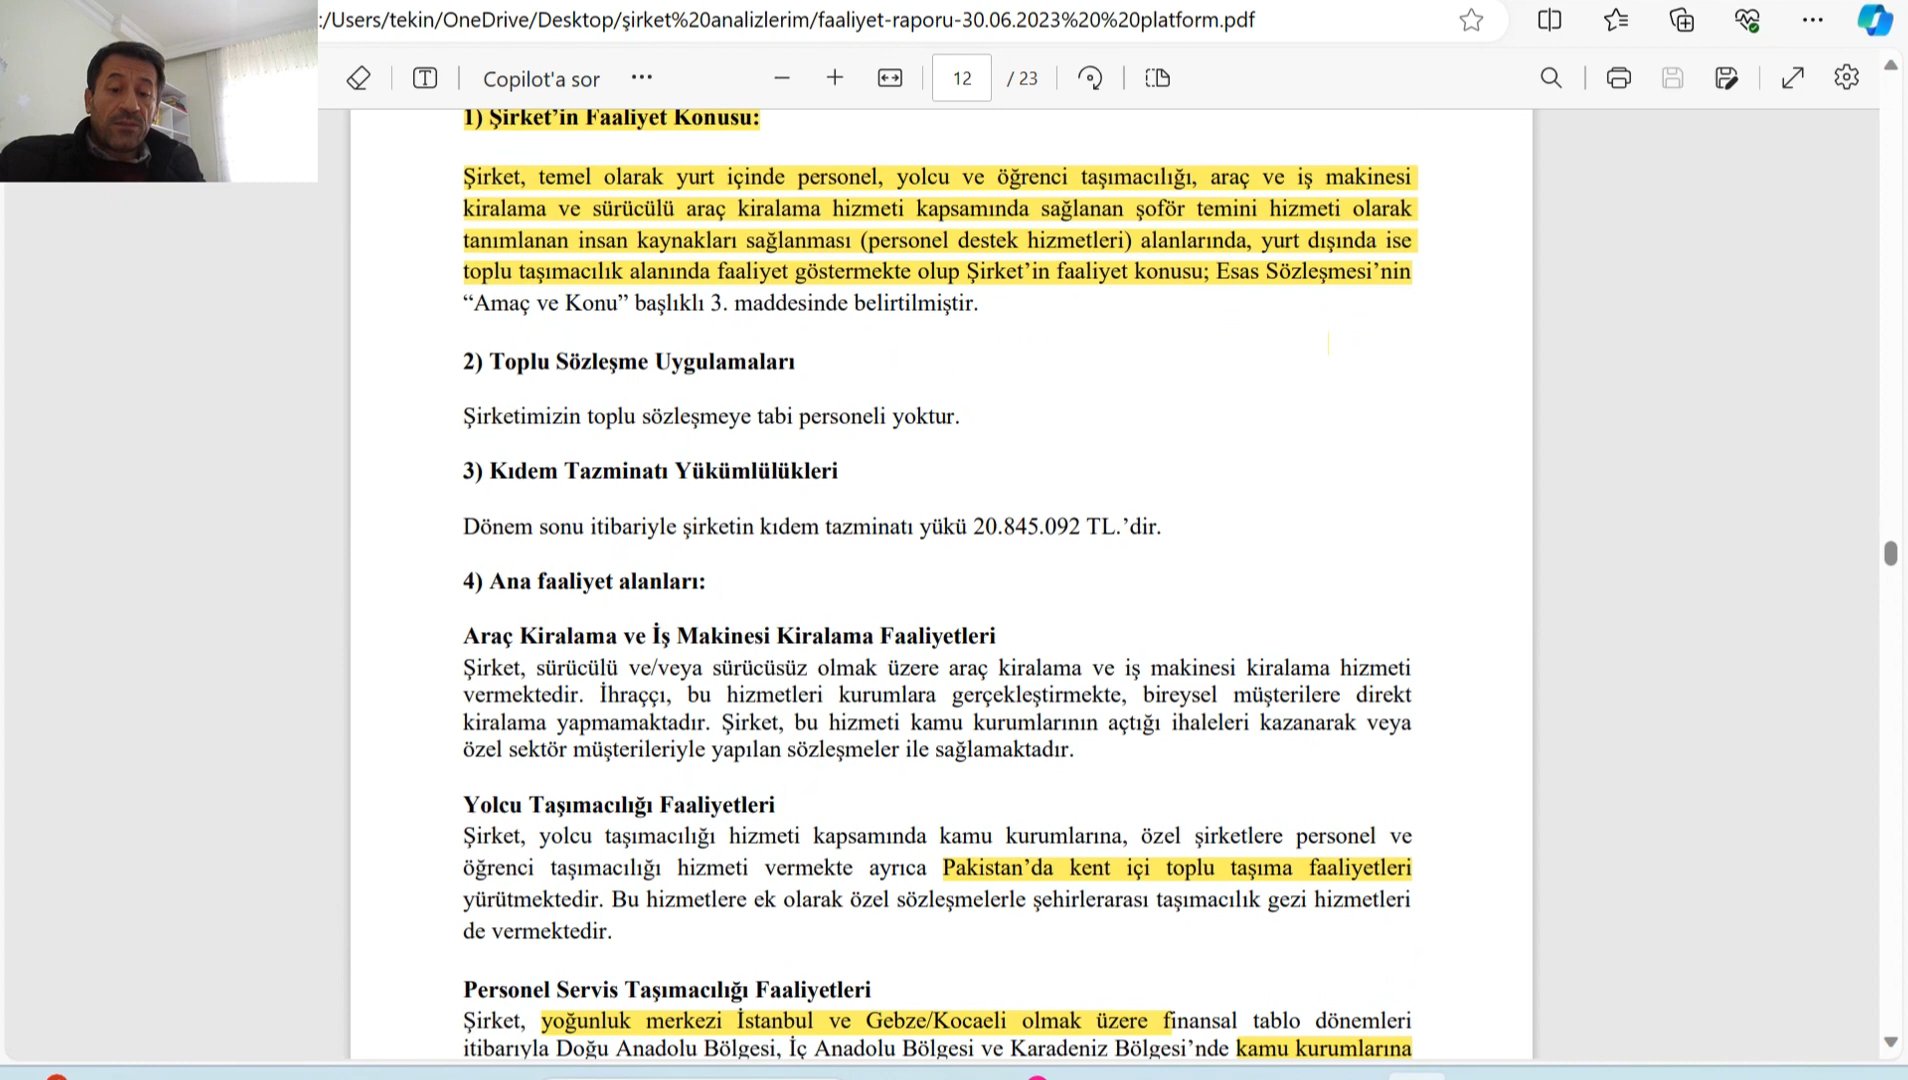 :/Users/tekin/OneDrive/Desktop/şirket%20analizlerim/faaliyet-raporu-30.06.2023%20%20platform.pdf
Copilot'a sor
12 / 23
1) Şirket’in Faaliyet Konusu:
Şirket, temel olarak yurt içinde personel, yolcu ve öğrenci taşımacılığı, araç ve iş makinesi
kiralama ve sürücülü araç kiralama hizmeti kapsamında sağlanan şoför temini hizmeti olarak
tanımlanan insan kaynakları sağlanması (personel destek hizmetleri) alanlarında, yurt dışında ise
toplu taşımacılık alanında faaliyet göstermekte olup Şirket’in faaliyet konusu; Esas Sözleşmesi’nin
“Amaç ve Konu” başlıklı 3. maddesinde belirtilmiştir.
2) Toplu Sözleşme Uygulamaları
Şirketimizin toplu sözleşmeye tabi personeli yoktur.
3) Kıdem Tazminatı Yükümlülükleri
Dönem sonu itibariyle şirketin kıdem tazminatı yükü 20.845.092 TL.’dir.
4) Ana faaliyet alanları:
Araç Kiralama ve İş Makinesi Kiralama Faaliyetleri
Şirket, sürücülü ve/veya sürücüsüz olmak üzere araç kiralama ve iş makinesi kiralama hizmeti
vermektedir. İhraççı, bu hizmetleri kurumlara gerçekleştirmekte, bireysel müşterilere direkt
kiralama yapmamaktadır. Şirket, bu hizmeti kamu kurumlarının açtığı ihaleleri kazanarak veya
özel sektör müşterileriyle yapılan sözleşmeler ile sağlamaktadır.
Yolcu Taşımacılığı Faaliyetleri
Şirket, yolcu taşımacılığı hizmeti kapsamında kamu kurumlarına, özel şirketlere personel ve
öğrenci taşımacılığı hizmeti vermekte ayrıca Pakistan’da kent içi toplu taşıma faaliyetleri
yürütmektedir. Bu hizmetlere ek olarak özel sözleşmelerle şehirlerarası taşımacılık gezi hizmetleri
de vermektedir.
Personel Servis Taşımacılığı Faaliyetleri
Şirket, yoğunluk merkezi İstanbul ve Gebze/Kocaeli olmak üzere finansal tablo dönemleri
itibarıyla Doğu Anadolu Bölgesi, İç Anadolu Bölgesi ve Karadeniz Bölgesi’nde kamu kurumlarına